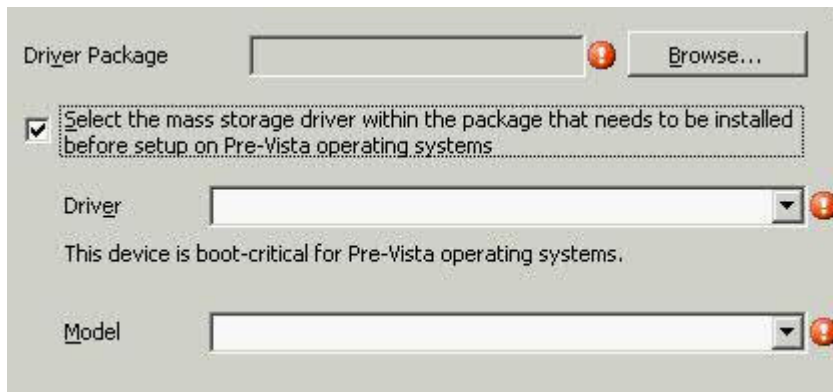 Driver Package
Browse...
Select the mass storage driver within the package that needs to be installed
before setup on Pre-Vista operating systems
Driver
This device is boot-critical for Pre-Vista operating systems.
Model